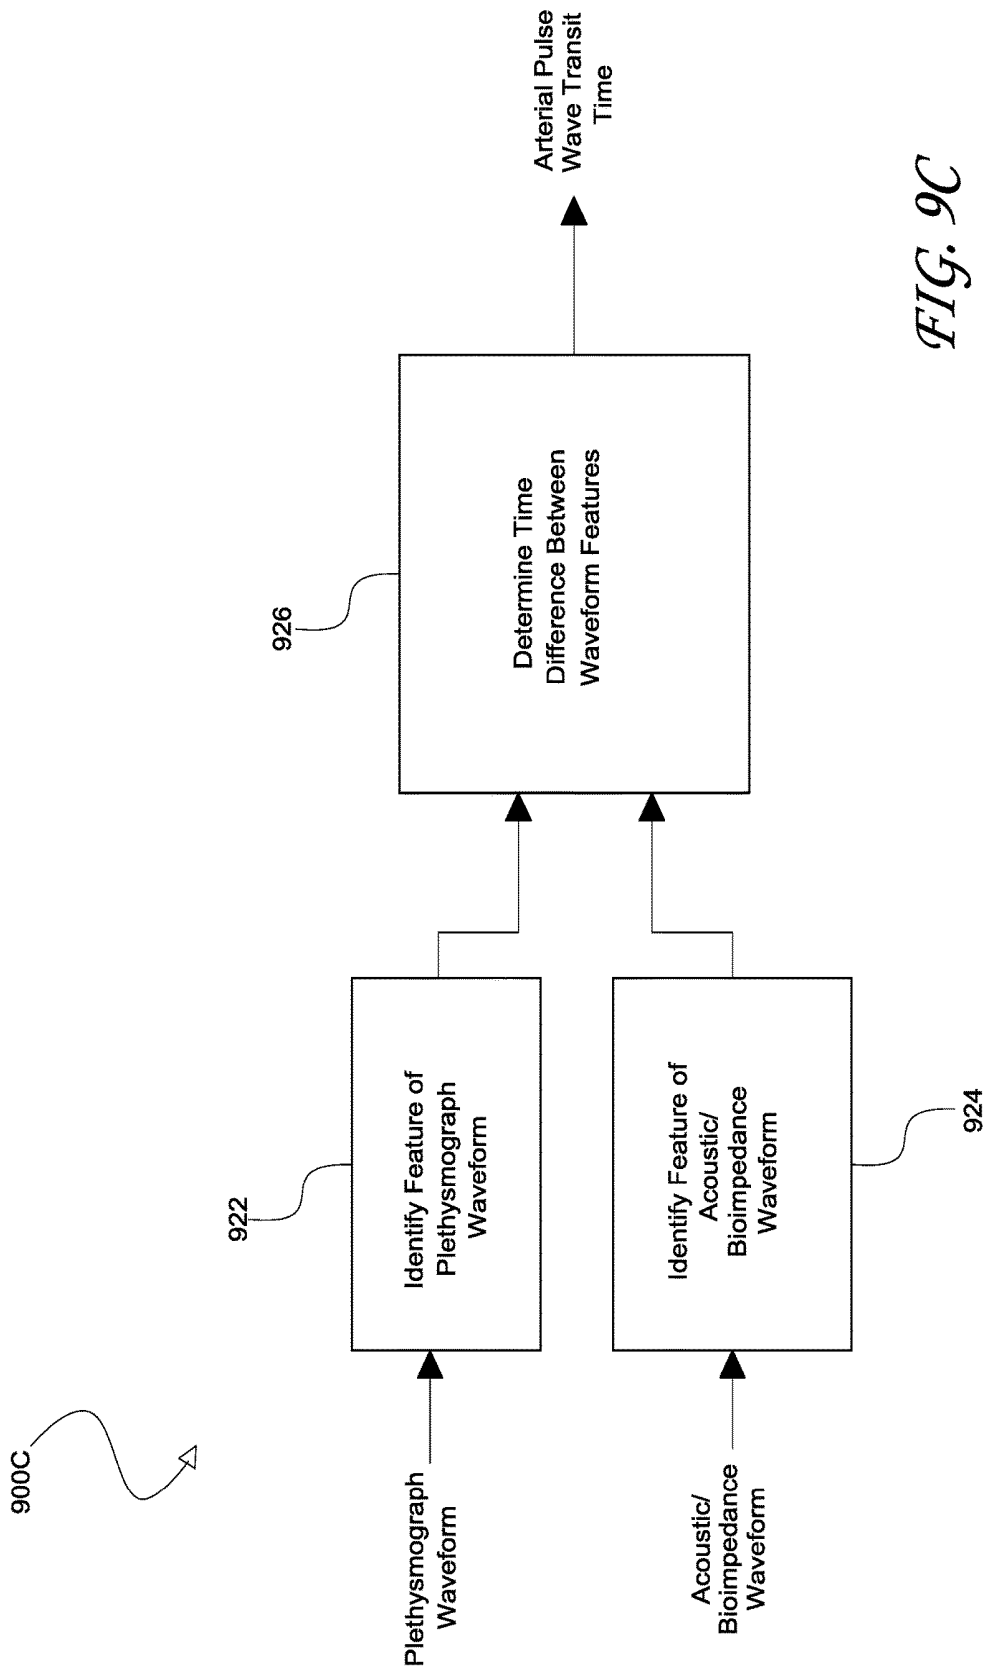 900C
Plethysmograph
Waveform
922
Identify Feature of
Plethysmograph
Waveform
Acoustic/
Bioimpedance
Waveform
Identify Feature of
Acoustic/
Bioimpedance
Waveform
924
926
Determine Time
Difference Between
Waveform Features
Arterial Pulse
Wave Transit
Time
FIG. 9C